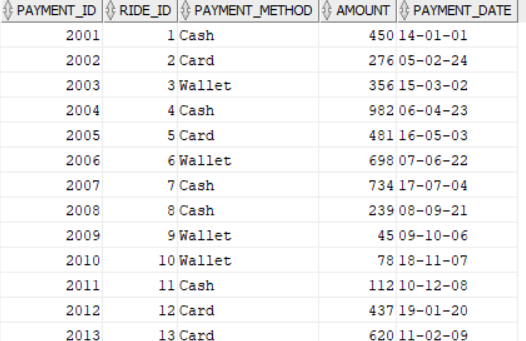 PAYMENT_ID RIDE_ID PAYMENT_METHOD AMOUNT PAYMENT_DATE
2001 1 Cash 450 14-01-01
2002 2 Card 276 05-02-24
2003 3 Wallet 356 15-03-02
2004 4 Cash 982 06-04-23
2005 5 Card 481 16-05-03
2006 6 Wallet 698 07-06-22
2007 7 Cash 734 17-07-04
2008 8 Cash 239 08-09-21
2009 9 Wallet 45 09-10-06
2010 10 Wallet 78 18-11-07
2011 11 Cash 112 10-12-08
2012 12 Card 437 19-01-20
2013 13 Card 620 11-02-09